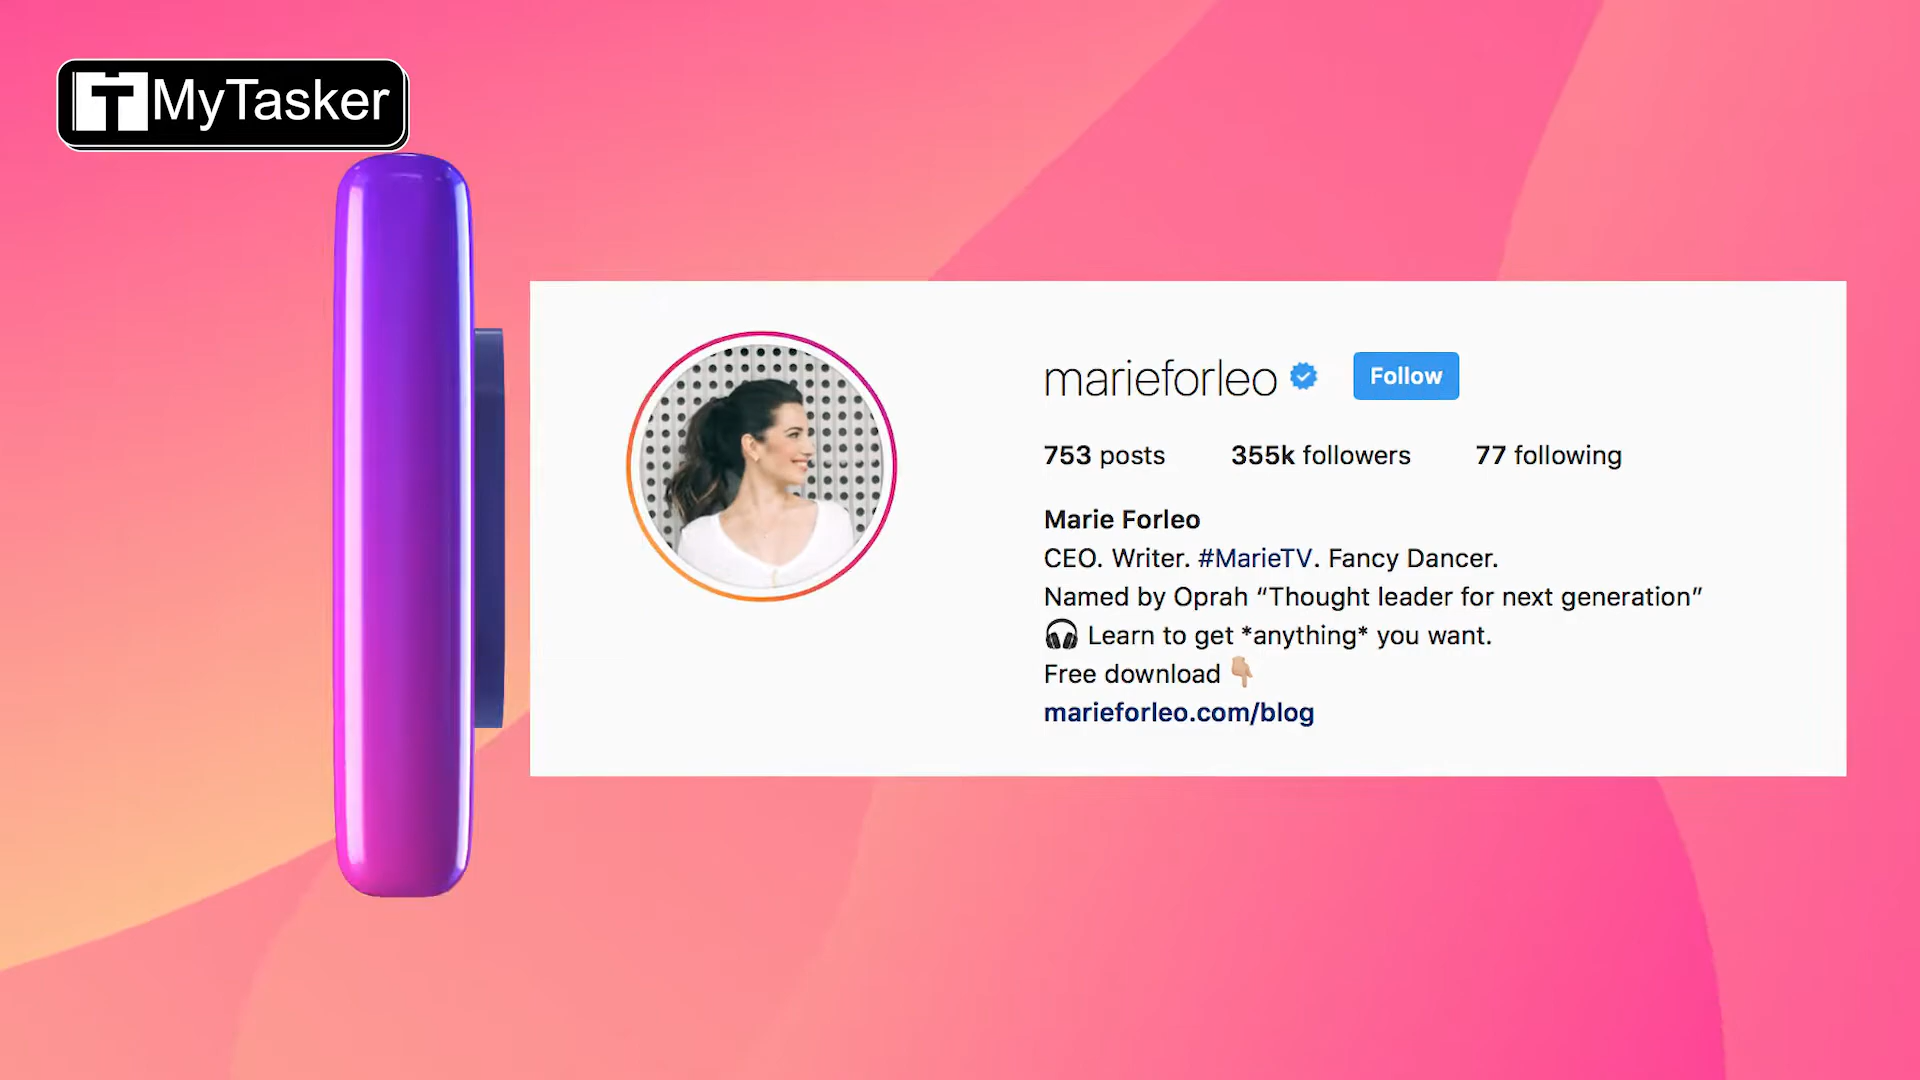 MyTasker
marieforleo Follow
753 posts 355k followers 77 following
Marie Forleo
CEO. Writer. #MarieTV. Fancy Dancer.
Named by Oprah “Thought leader for next generation”
🎧 Learn to get *anything* you want.
Free download 👇🏼
marieforleo.com/blog